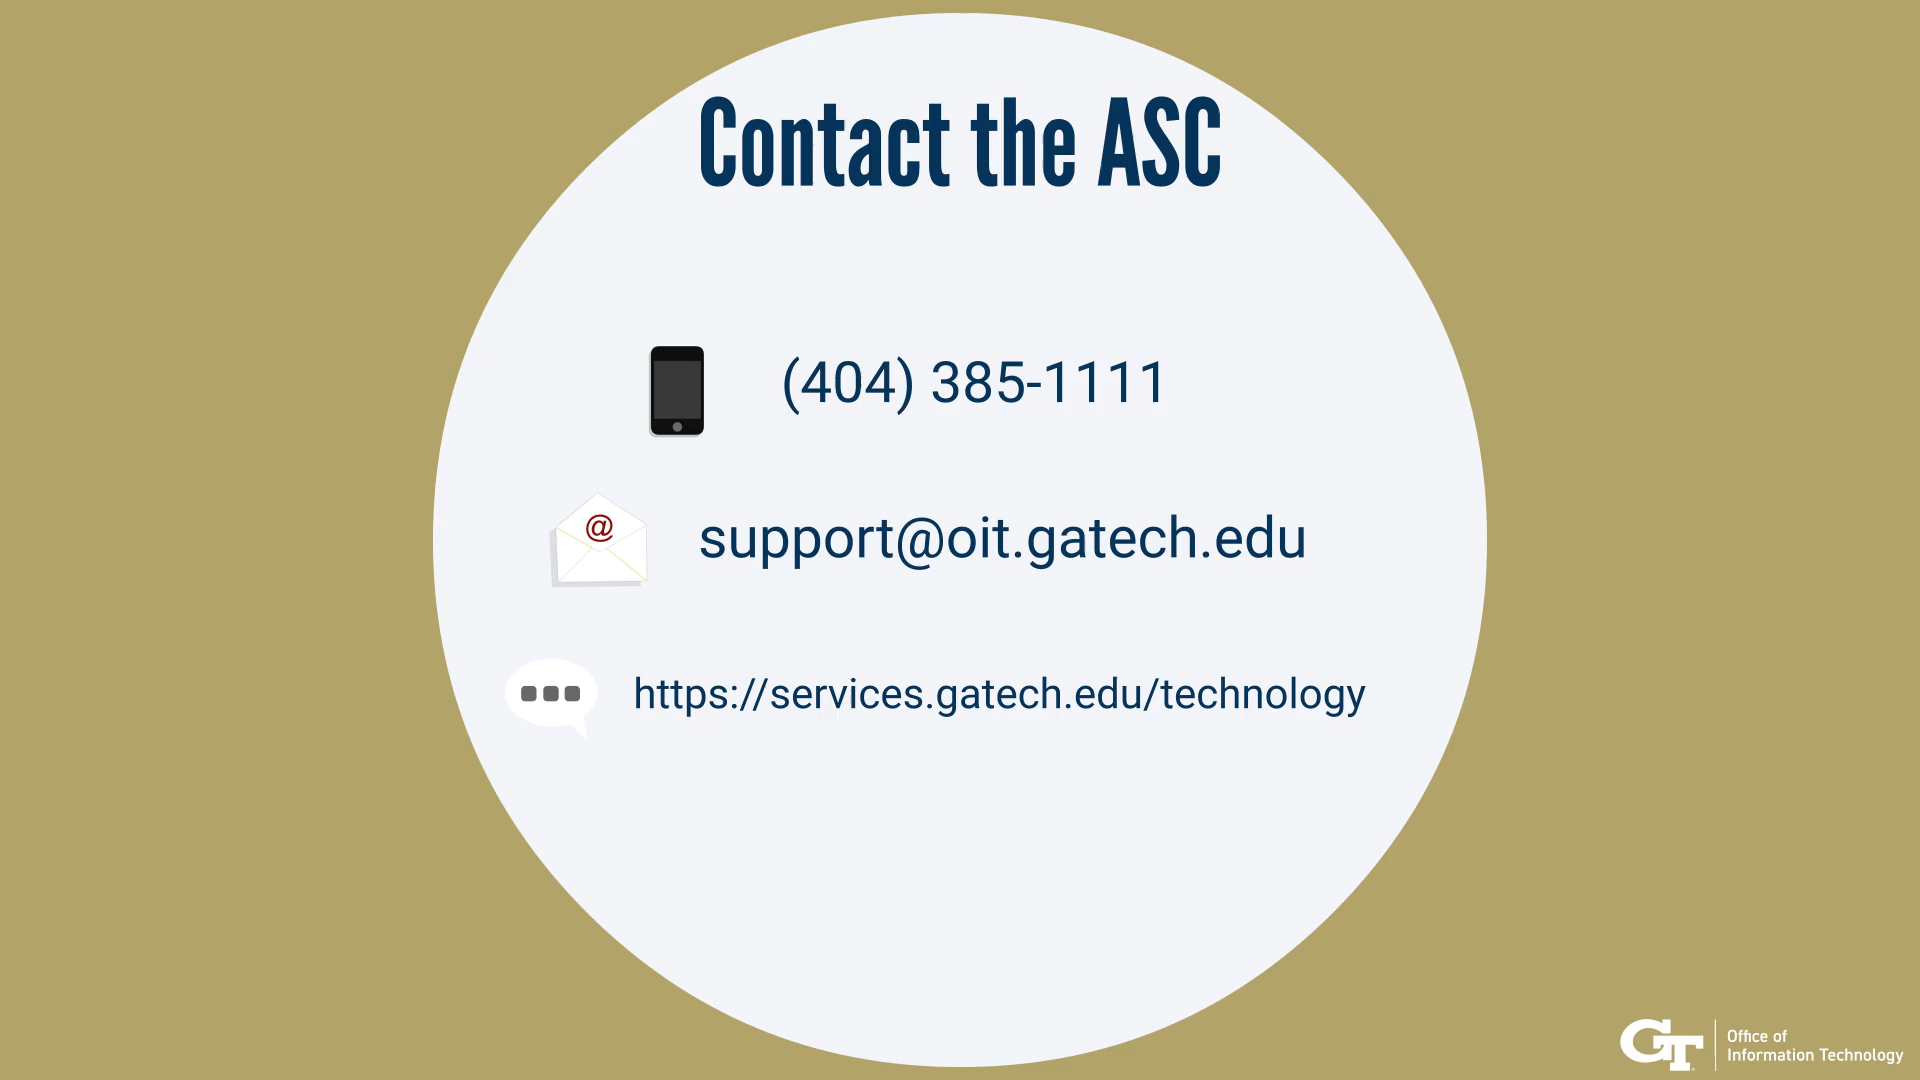 Contact the ASC
(404) 385-1111
@
support@oit.gatech.edu
https://services.gatech.edu/technology
GT
Office of
Information Technology